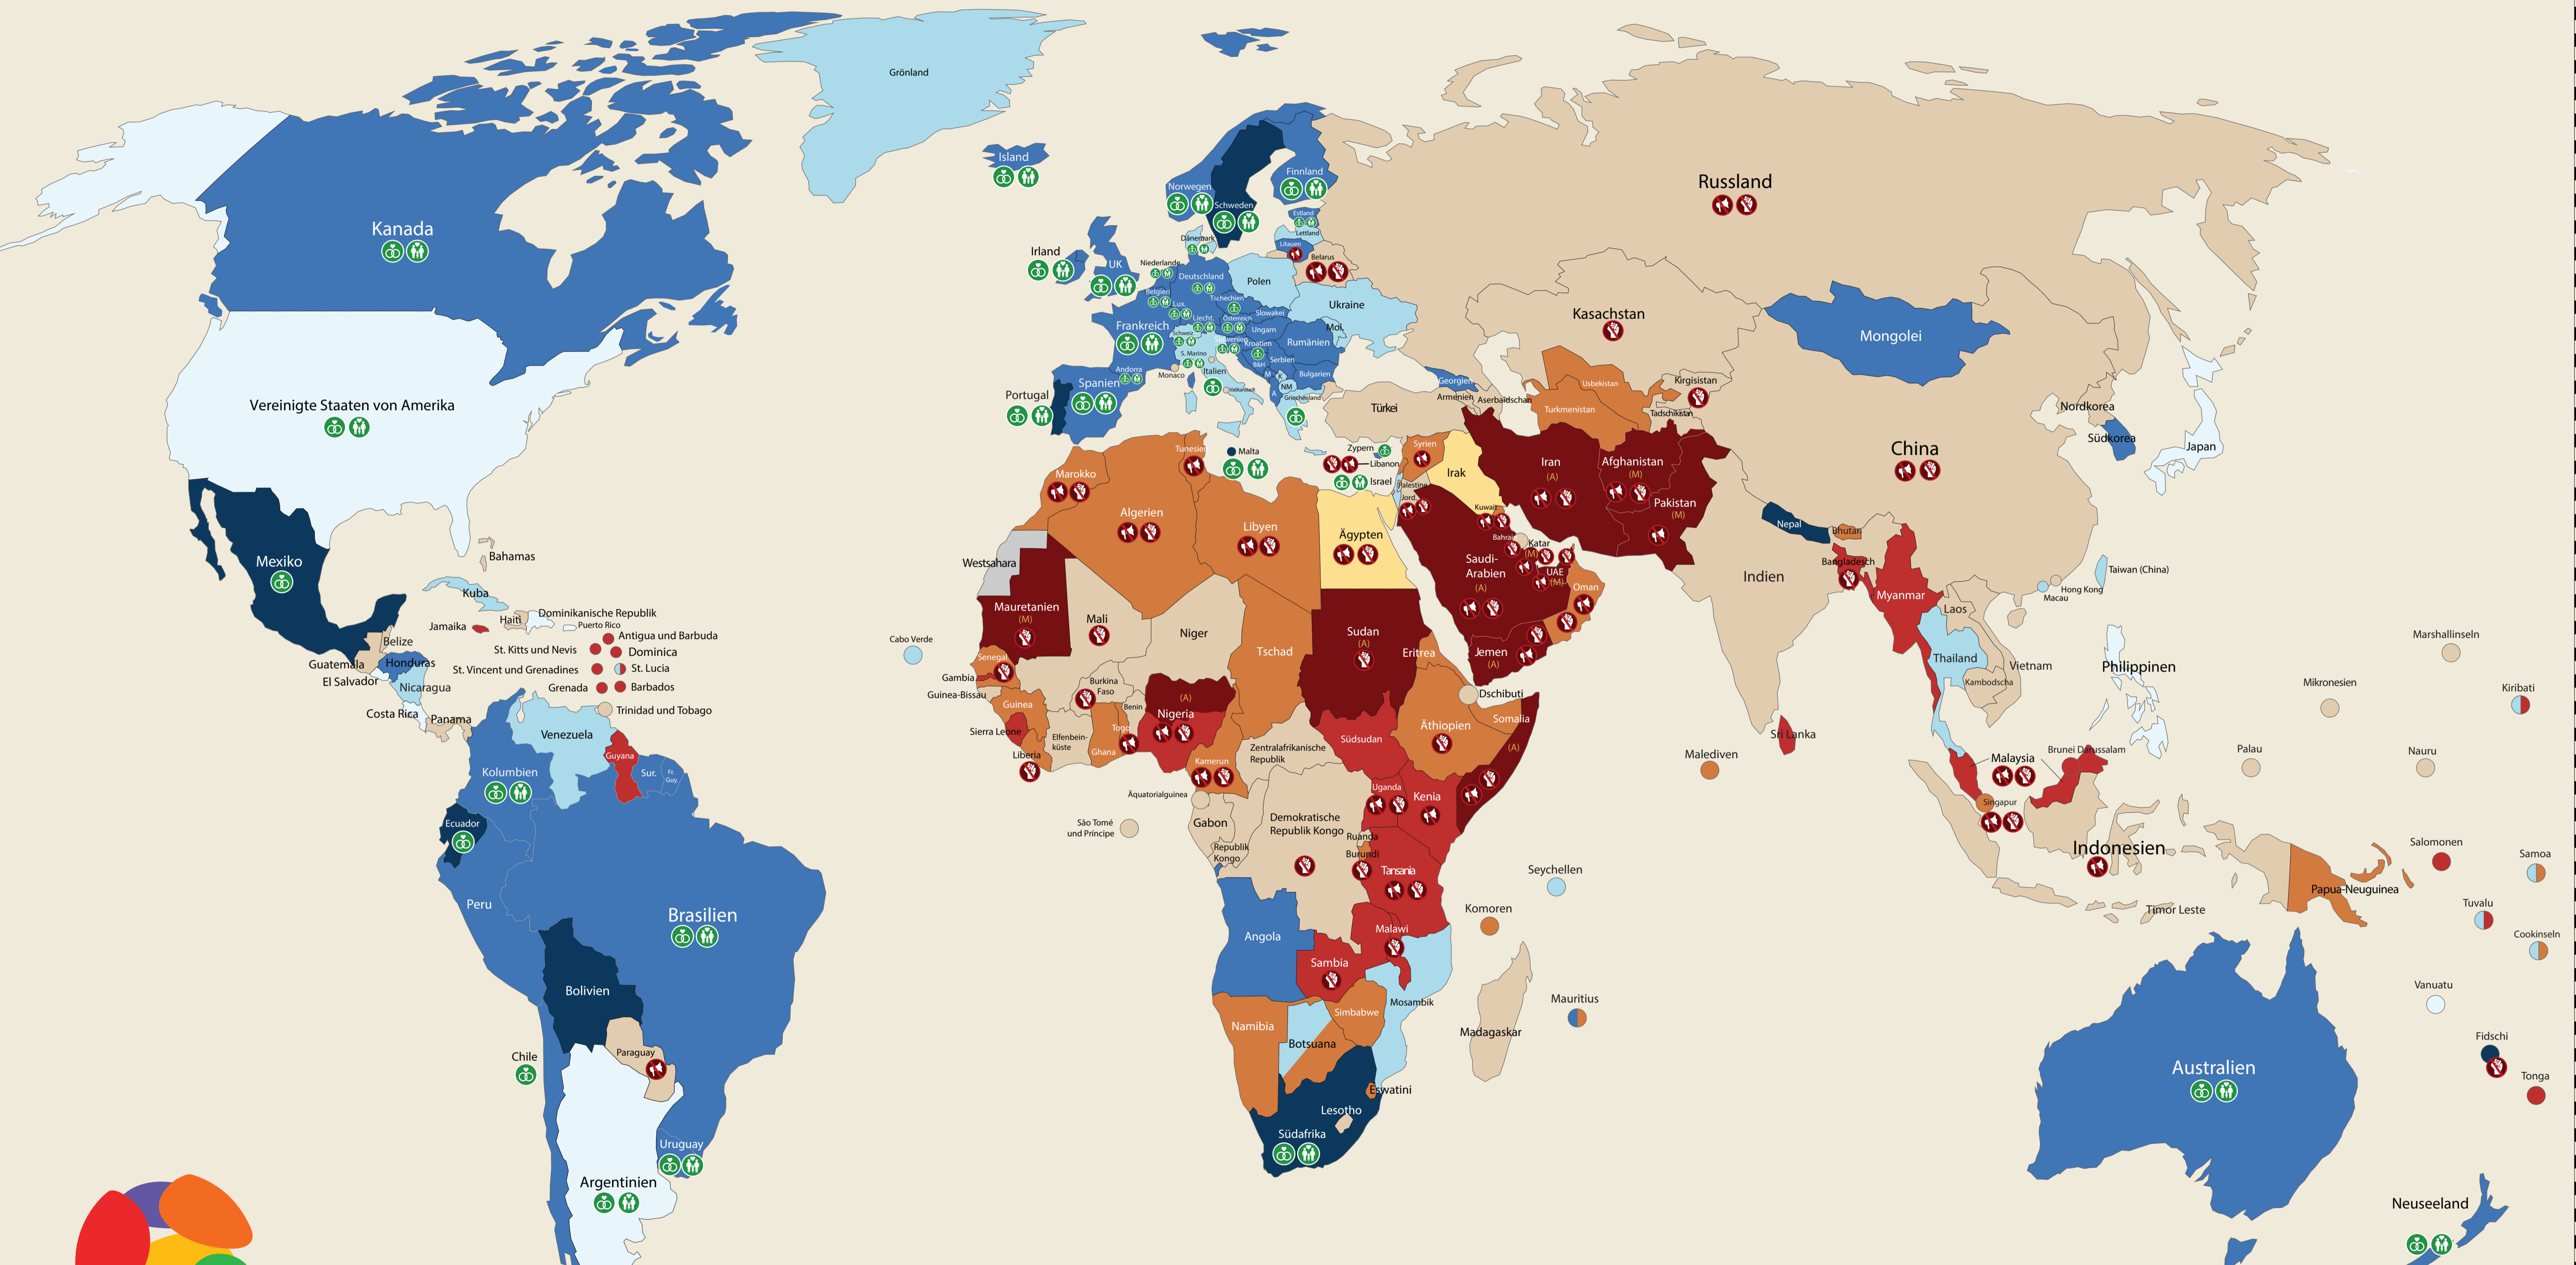 Grönland
Kanada
Vereinigte Staaten von Amerika
Mexiko
Bahamas
Kuba
Haiti
Dominikanische Republik
Puerto Rico
Jamaika
Belize
Guatemala
Honduras
El Salvador
Nicaragua
Costa Rica
Panama
Antigua und Barbuda
St. Kitts und Nevis
Dominica
St. Vincent und Grenadines
St. Lucia
Grenada
Barbados
Trinidad und Tobago
Venezuela
Guyana
Sur.
Fr.
Guy.
Kolumbien
Ecuador
Peru
Brasilien
Bolivien
Paraguay
Chile
Uruguay
Argentinien
Island
Norwegen
Schweden
Finnland
Estland
Lettland
Litauen
Belarus
Dänemark
Irland
UK
Niederlande
Deutschland
Polen
Belgien
Lux.
Tschechien
Slowakei
Ukraine
Frankreich
Liecht.
Österreich
Ungarn
Mol.
Schweiz
Slowenien
Kroatien
Rumänien
S. Marino
B&H
Serbien
Monaco
Andorra
Italien
Vatikanstadt
M
K
Bulgarien
NM
A
Griechenland
Spanien
Portugal
Malta
Zypern
Türkei
Georgien
Armenien
Aserbaidschan
Russland
Kasachstan
Usbekistan
Turkmenistan
Kirgisistan
Tadschikistan
Mongolei
China
Nordkorea
Südkorea
Japan
Libanon
Israel
Palestine
Jord.
Syrien
Irak
Kuwait
Iran
(A)
Afghanistan
(M)
Pakistan
(M)
Bahrain
Katar
(M)
UAE
(M)
Saudi-
Arabien
(A)
Oman
Jemen
(A)
Marokko
Tunesien
Algerien
Libyen
Ägypten
Westsahara
Mauretanien
(M)
Mali
Niger
Tschad
Sudan
(A)
Eritrea
Dschibuti
Cabo Verde
Senegal
Gambia
Guinea-Bissau
Guinea
Sierra Leone
Liberia
Elfenbein-
küste
Burkina
Faso
Ghana
Togo
Benin
(A)
Nigeria
Kamerun
Zentralafrikanische
Republik
Südsudan
Äthiopien
Somalia
(A)
Äquatorialguinea
São Tomé
und Príncipe
Gabon
Republik
Kongo
Demokratische
Republik Kongo
Uganda
Kenia
Ruanda
Burundi
Tansania
Angola
Sambia
Malawi
Mosambik
Simbabwe
Namibia
Botsuana
Eswatini
Lesotho
Südafrika
Madagaskar
Komoren
Seychellen
Mauritius
Malediven
Indien
Nepal
Bhutan
Bangladesch
Sri Lanka
Myanmar
Laos
Thailand
Vietnam
Kambodscha
Macau
Hong Kong
Taiwan (China)
Philippinen
Brunei Darussalam
Malaysia
Singapur
Indonesien
Timor Leste
Papua-Neuguinea
Palau
Mikronesien
Marshallinseln
Nauru
Kiribati
Salomonen
Samoa
Tuvalu
Cookinseln
Vanuatu
Fidschi
Tonga
Australien
Neuseeland